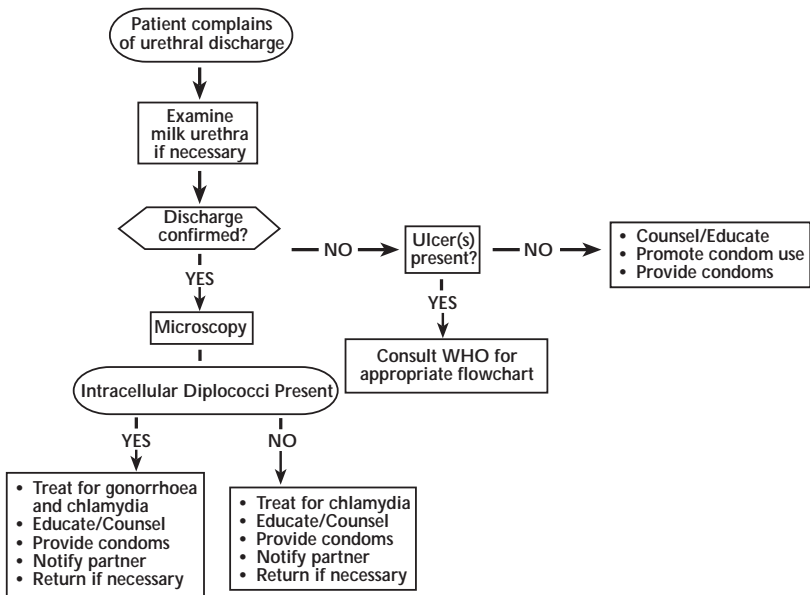 Patient complains
of urethral discharge
Examine
milk urethra
if necessary
Discharge
confirmed?
NO
Ulcer(s)
present?
NO
• Counsel/Educate
• Promote condom use
• Provide condoms
YES
YES
Microscopy
Consult WHO for
appropriate flowchart
Intracellular Diplococci Present
YES
NO
• Treat for gonorrhoea
and chlamydia
• Educate/Counsel
• Provide condoms
• Notify partner
• Return if necessary
• Treat for chlamydia
• Educate/Counsel
• Provide condoms
• Notify partner
• Return if necessary